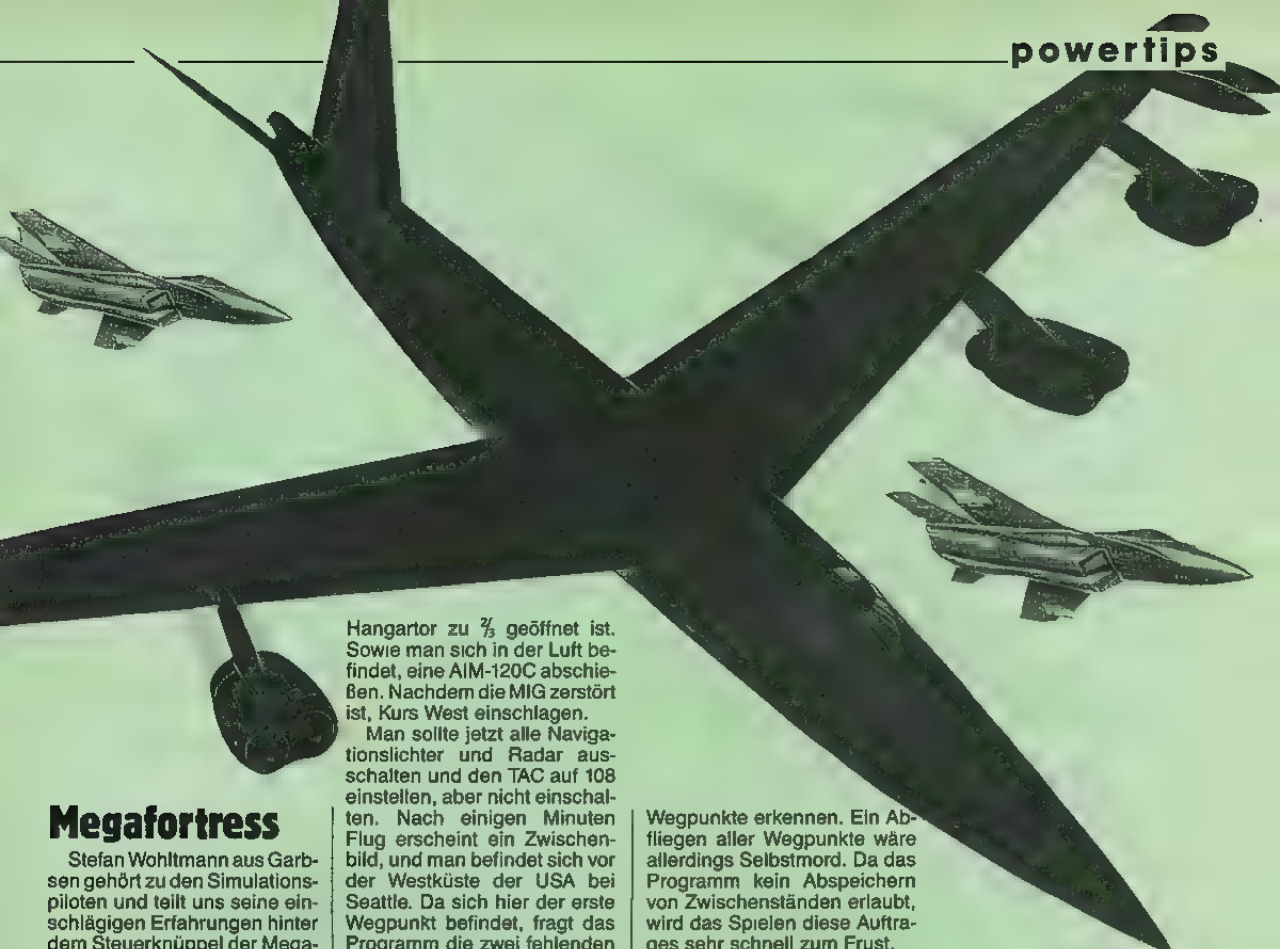 powertips
Megafortress
Stefan Wohltmann aus Garb-
sen gehört zu den Simulations-
piloten und teilt uns seine ein-
schlägigen Erfahrungen hinter
dem Steuerknüppel der Mega-
Hangartor zu ⅔ geöffnet ist.
Sowie man sich in der Luft be-
findet, eine AIM-120C abschie-
ßen. Nachdem die MIG zerstört
ist, Kurs West einschlagen.
Man sollte jetzt alle Naviga-
tionslichter und Radar aus-
schalten und den TAC auf 108
einstellen, aber nicht einschal-
ten. Nach einigen Minuten
Flug erscheint ein Zwischen-
bild, und man befindet sich vor
der Westküste der USA bei
Seattle. Da sich hier der erste
Wegpunkt befindet, fragt das
Programm die zwei fehlenden
Wegpunkte erkennen. Ein Ab-
fliegen aller Wegpunkte wäre
allerdings Selbstmord. Da das
Programm kein Abspeichern
von Zwischenständen erlaubt,
wird das Spielen diese Auftra-
ges sehr schnell zum Frust.